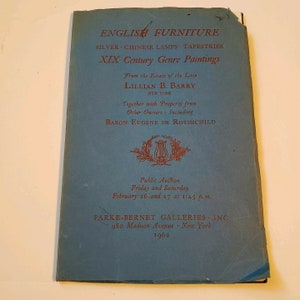 ENGLISH FURNITURE
SILVER · CHINESE LAMPS · TAPESTRIES
XIX Century Genre Paintings
From the Estate of the Late
LILLIAN B. BARRY
NEW YORK
Together with Property from
Other Owners · Including
BARON EUGENE DE ROTHSCHILD
Public Auction
Friday and Saturday
February 16 and 17 at 1:45 p.m.
PARKE-BERNET GALLERIES · INC
980 Madison Avenue · New York
1962